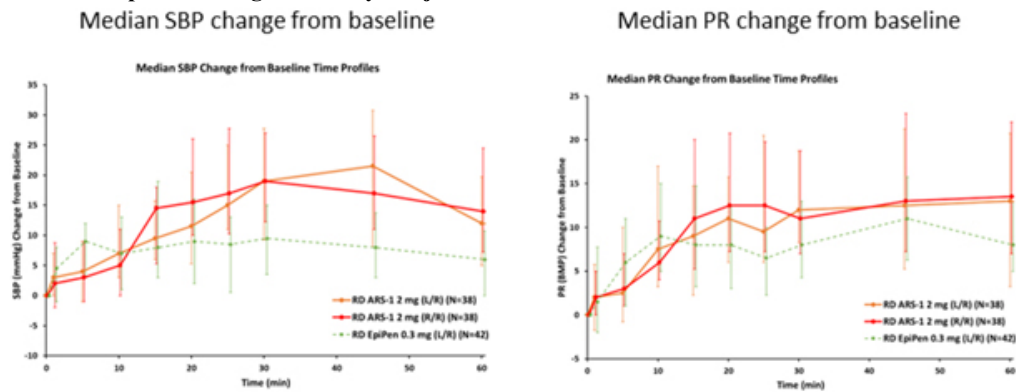 Median SBP change from baseline
Median SBP Change from Baseline Time Profiles
SBP (mmHg) Change from Baseline
35
30
25
20
15
10
5
0
-5
-10
0
10
20
30
40
50
60
Time (min)
RD ARS-1 2 mg (L/R) (N=38)
RD ARS-1 2 mg (R/R) (N=38)
RD EpiPen 0.3 mg (L/R) (N=42)
Median PR change from baseline
Median PR Change from Baseline Time Profiles
PR (BMP) Change from Baseline
25
20
15
10
5
0
-5
0
10
20
30
40
50
60
Time (min)
RD ARS-1 2 mg (L/R) (N=38)
RD ARS-1 2 mg (R/R) (N=38)
RD EpiPen 0.3 mg (L/R) (N=42)